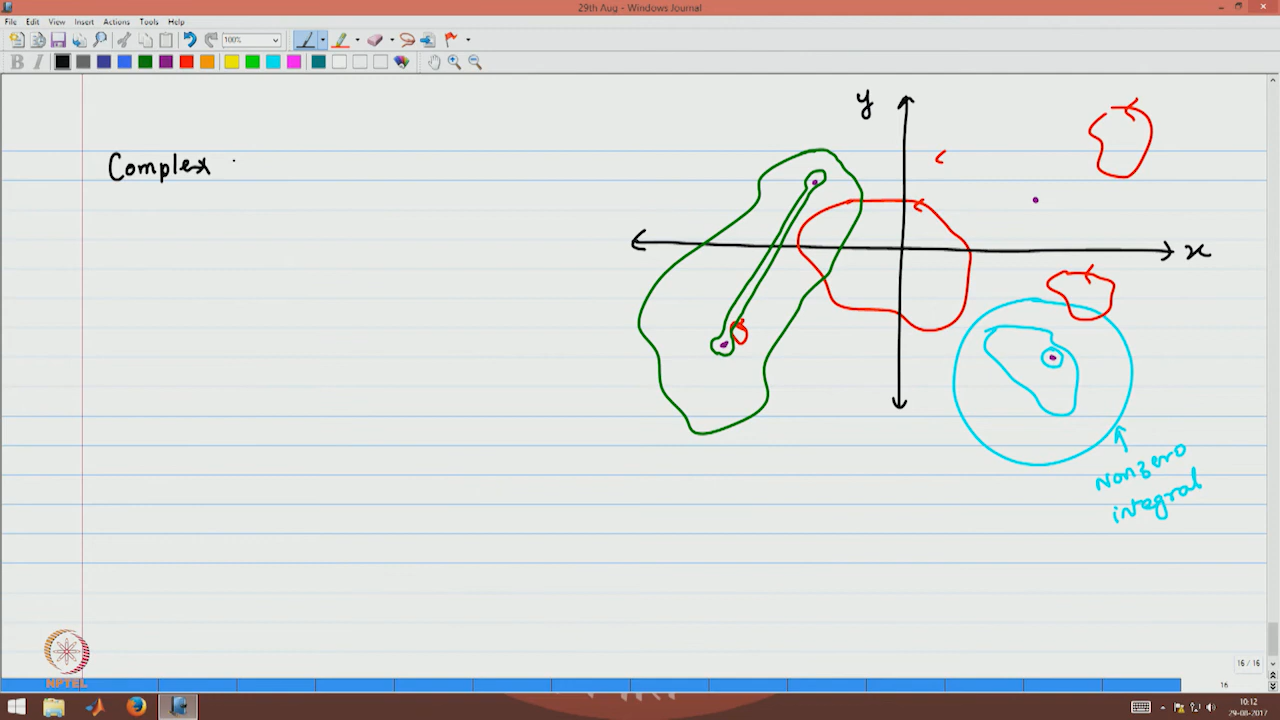 29th Aug - Windows Journal
File Edit View Insert Actions Tools Help
100%
B I
y
Complex
x
Nonzero
integral
NPTEL
16 / 16
16
10:12
29-08-2017